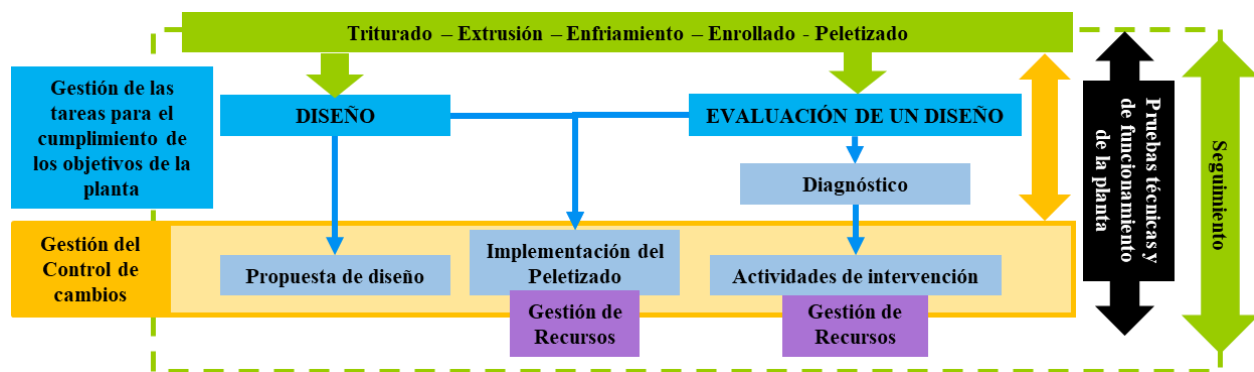 Triturado – Extrusión – Enfriamiento – Enrollado - Peletizado
Gestión de las
tareas para el
cumplimiento de
los objetivos de la
planta
DISEÑO
EVALUACIÓN DE UN DISEÑO
Diagnóstico
Gestión del
Control de
cambios
Propuesta de diseño
Implementación del
Peletizado
Actividades de intervención
Gestión de
Recursos
Gestión de
Recursos
Pruebas técnicas y
de funcionamiento
de la planta
Seguimiento